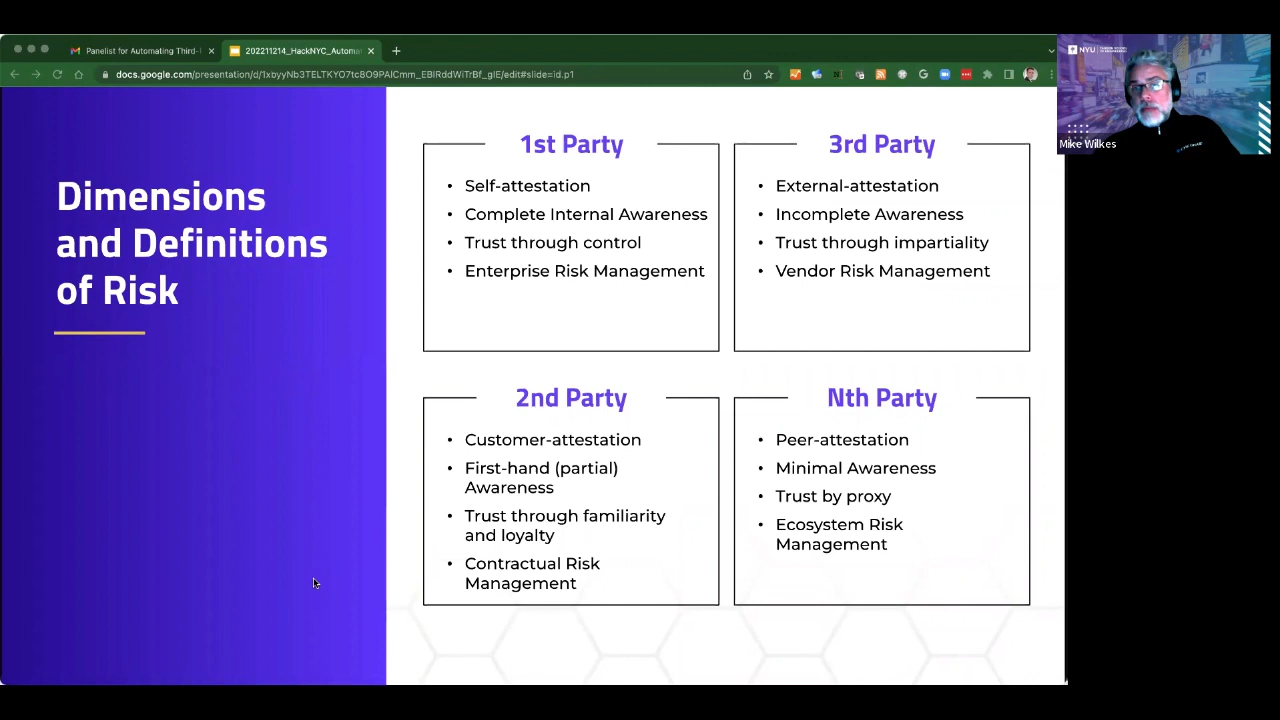 Panelist for Automating Third-
202211214_HackNYC_Automa
docs.google.com/presentation/d/1xbyyNb3TELTKYO7tc8O9PAlCmm_EBIRddWiTrBf_gIE/edit#slide=id.p1
NYU
Mike Wilkes
Dimensions
and Definitions
of Risk
1st Party
• Self-attestation
• Complete Internal Awareness
• Trust through control
• Enterprise Risk Management
3rd Party
• External-attestation
• Incomplete Awareness
• Trust through impartiality
• Vendor Risk Management
2nd Party
• Customer-attestation
• First-hand (partial)
Awareness
• Trust through familiarity
and loyalty
• Contractual Risk
Management
Nth Party
• Peer-attestation
• Minimal Awareness
• Trust by proxy
• Ecosystem Risk
Management